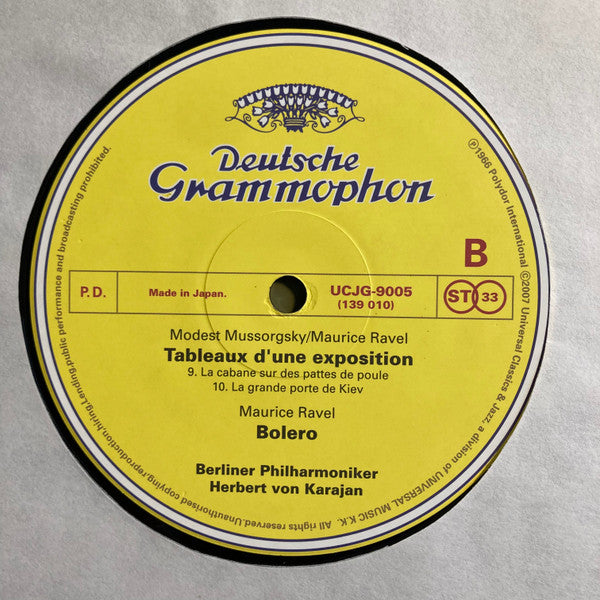 Deutsche
Grammophon
B
P.D.
Made in Japan.
UCJG-9005
(139 010)
ST 33
Modest Mussorgsky/Maurice Ravel
Tableaux d'une exposition
9. La cabane sur des pattes de poule
10. La grande porte de Kiev
Maurice Ravel
Bolero
Berliner Philharmoniker
Herbert von Karajan
℗1966 Polydor International ©2007 Universal Classics & Jazz, a division of UNIVERSAL MUSIC K.K. All rights reserved.Unauthorised copying,reproduction,hiring,Lending,public performance and broadcasting prohibited.